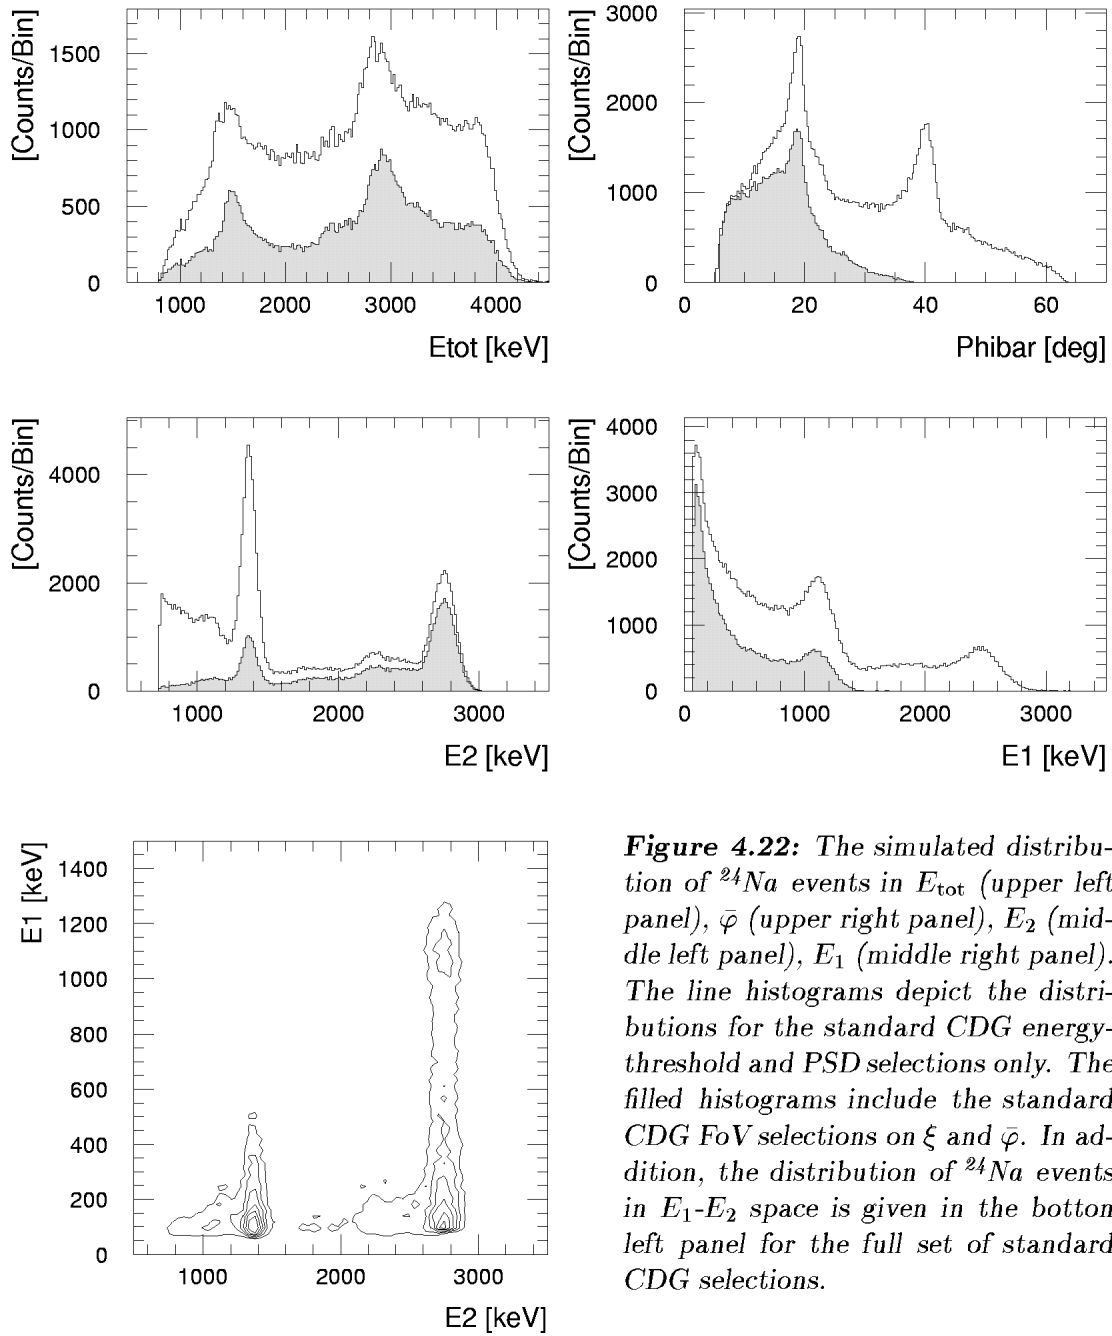 [Counts/Bin]
1500
1000
500
0
1000 2000 3000 4000
Etot [keV]
[Counts/Bin]
3000
2000
1000
0
0 20 40 60
Phibar [deg]
[Counts/Bin]
4000
2000
0
1000 2000 3000
E2 [keV]
[Counts/Bin]
4000
3000
2000
1000
0
0 1000 2000 3000
E1 [keV]
E1 [keV]
1400
1200
1000
800
600
400
200
0
1000 2000 3000
E2 [keV]
Figure 4.22: The simulated distribu-
tion of ²⁴Na events in E_tot (upper left
panel), φ̄ (upper right panel), E₂ (mid-
dle left panel), E₁ (middle right panel).
The line histograms depict the distri-
butions for the standard CDG energy-
threshold and PSD selections only. The
filled histograms include the standard
CDG FoV selections on ξ and φ̄. In ad-
dition, the distribution of ²⁴Na events
in E₁-E₂ space is given in the bottom
left panel for the full set of standard
CDG selections.